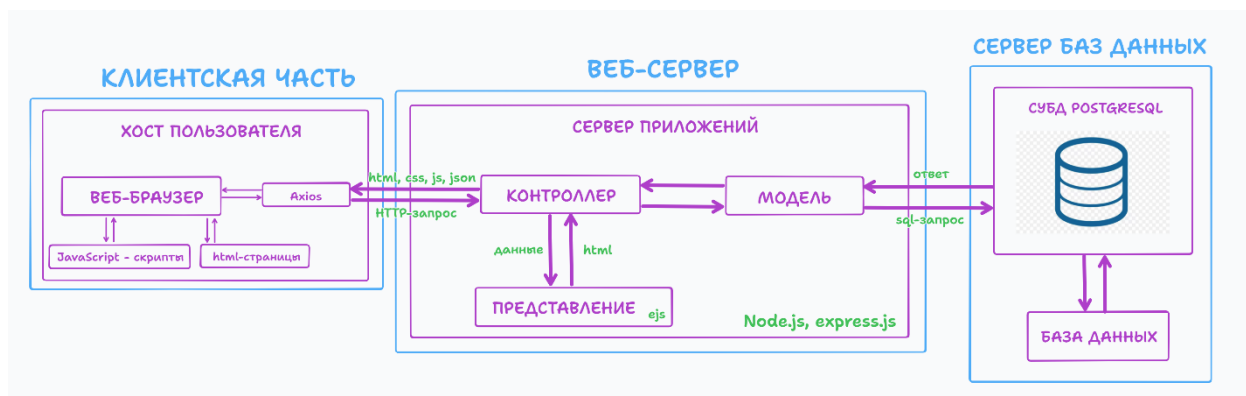 КЛИЕНТСКАЯ ЧАСТЬ
ХОСТ ПОЛЬЗОВАТЕЛЯ
ВЕБ-БРАУЗЕР
Axios
JavaScript - скрипты
html-страницы
html, css, js, json
HTTP-запрос
ВЕБ-СЕРВЕР
СЕРВЕР ПРИЛОЖЕНИЙ
КОНТРОЛЛЕР
МОДЕЛЬ
данные
html
ПРЕДСТАВЛЕНИЕ
ejs
Node.js, express.js
ответ
sql-запрос
СЕРВЕР БАЗ ДАННЫХ
СУБД POSTGRESQL
БАЗА ДАННЫХ